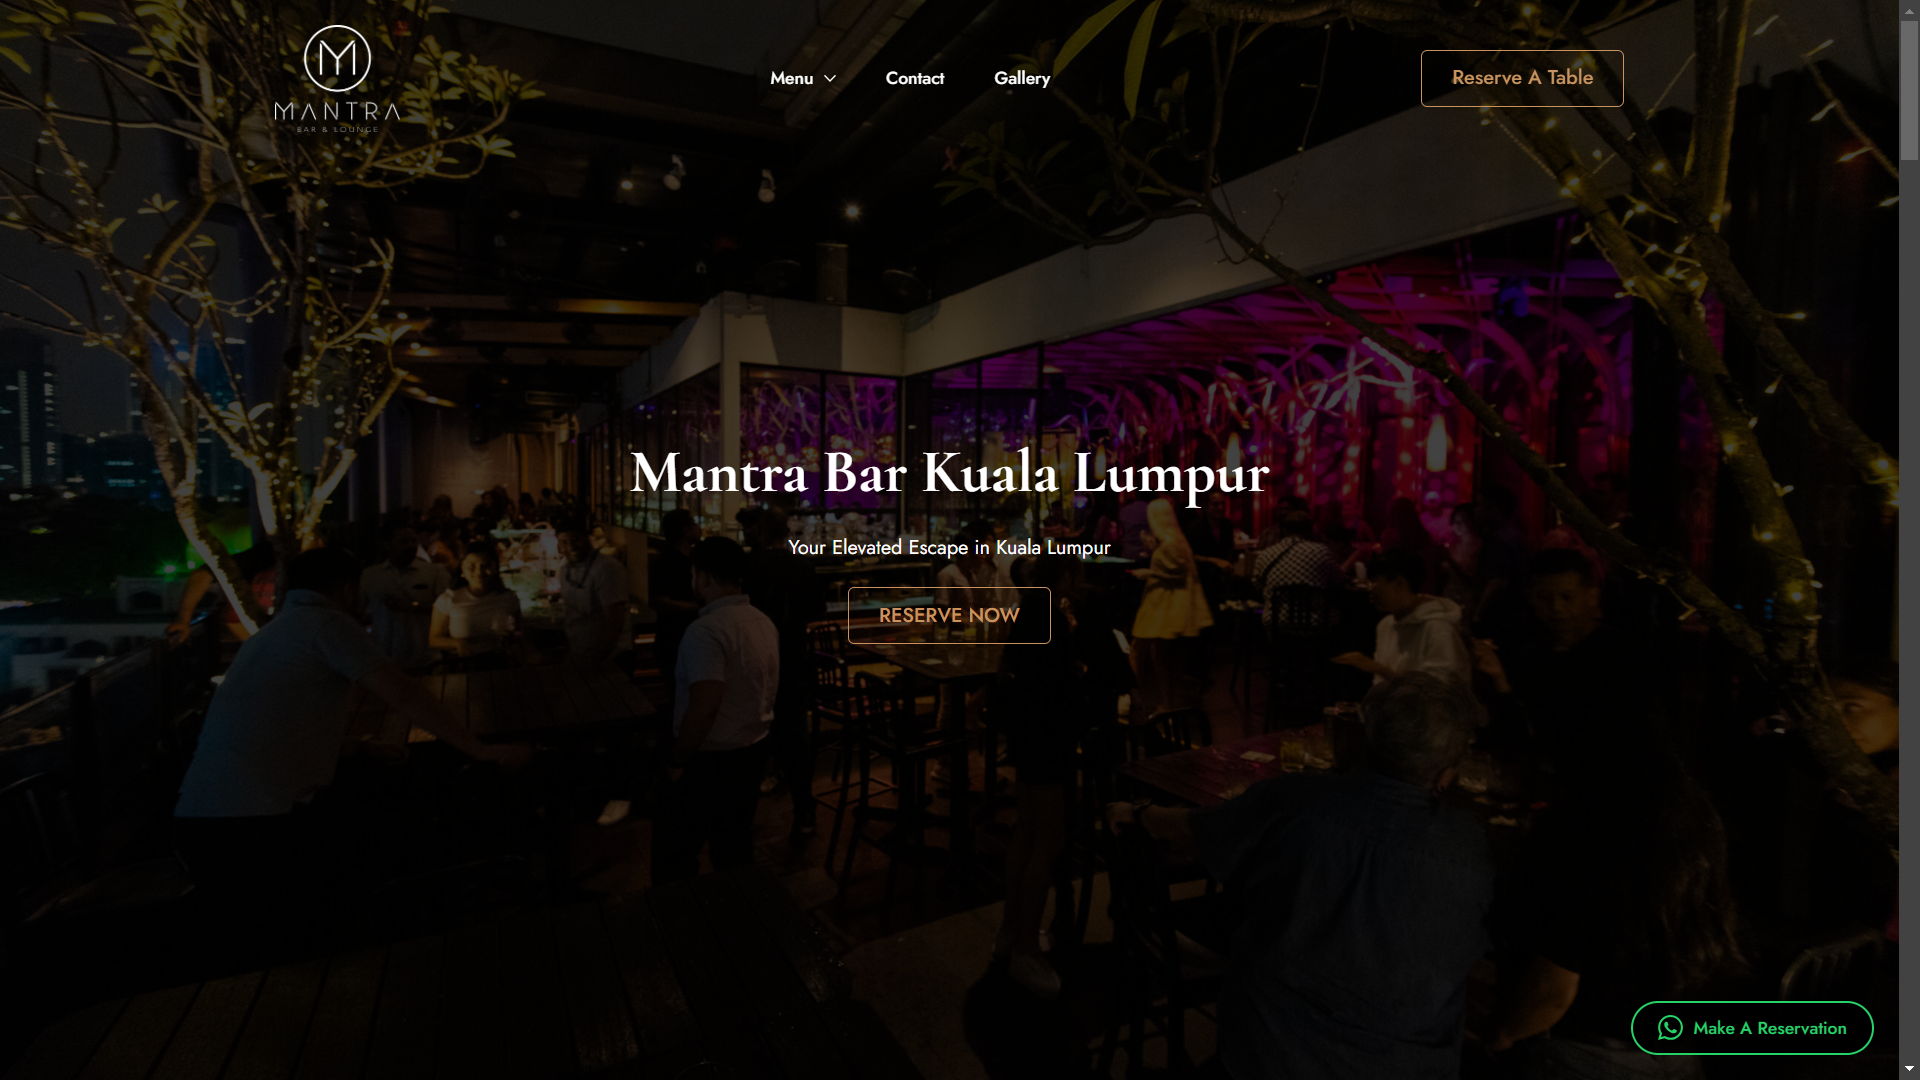 M
MANTRA
BAR & LOUNGE
Menu
Contact
Gallery
Reserve A Table
Mantra Bar Kuala Lumpur
Your Elevated Escape in Kuala Lumpur
RESERVE NOW
Make A Reservation